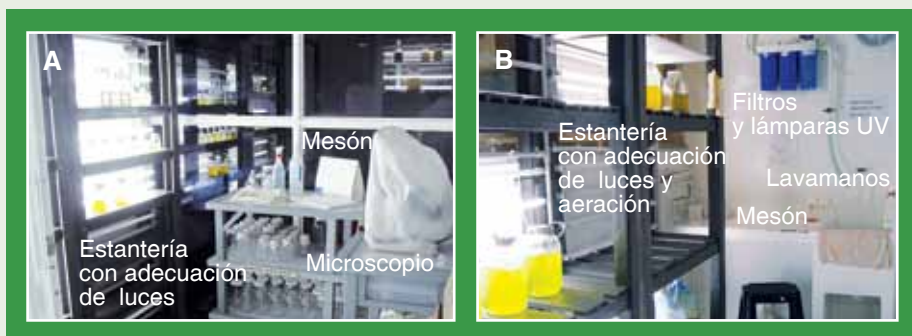 A
Mesón
Estantería
con adecuación
de luces
Microscopio
B
Filtros
y lámparas UV
Estantería
con adecuación
de luces y
aeración
Lavamanos
Mesón